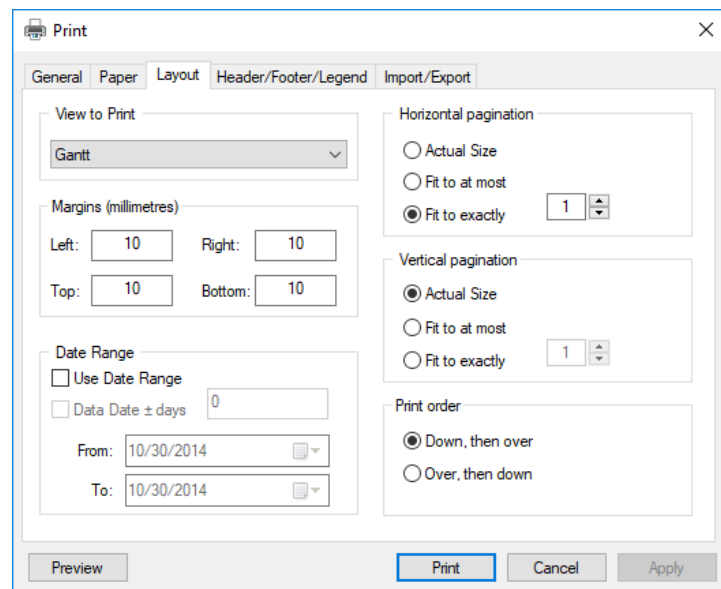 Print
General Paper Layout Header/Footer/Legend Import/Export
View to Print
Gantt
Margins (millimetres)
Left: 10 Right: 10
Top: 10 Bottom: 10
Date Range
Use Date Range
Data Date ± days 0
From: 10/30/2014
To: 10/30/2014
Horizontal pagination
Actual Size
Fit to at most
Fit to exactly 1
Vertical pagination
Actual Size
Fit to at most
Fit to exactly 1
Print order
Down, then over
Over, then down
Preview Print Cancel Apply